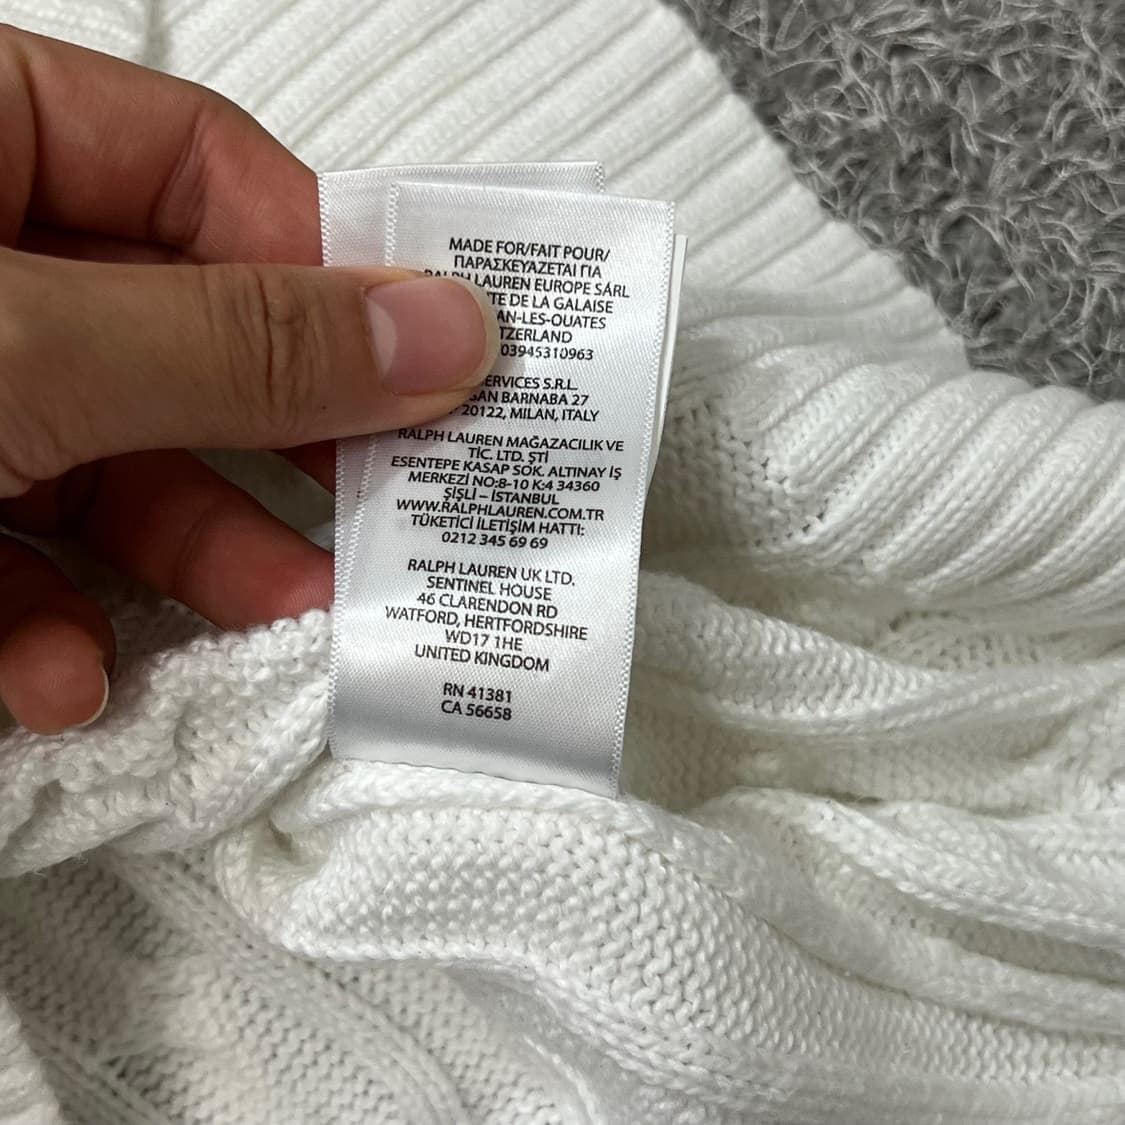 MADE FOR/FAIT POUR/
ΠΑΡΑΣΚΕΥΑΖΕΤΑΙ ΓΙΑ
RALPH LAUREN EUROPE SÁRL
DE LA GALAISE
AN-LES-OUATES
TZERLAND
03945310963
ERVICES S.R.L.
BARNABA 27
20122, MILAN, ITALY
RALPH LAUREN MAĞAZACILIK VE
TİC. LTD. ŞTİ
ESENTEPE KASAP SOK. ALTINAY İŞ
MERKEZİ NO:8-10 K:4 34360
ŞİŞLİ – İSTANBUL
WWW.RALPHLAUREN.COM.TR
TÜKETİCİ İLETİŞİM HATTI:
0212 345 69 69
RALPH LAUREN UK LTD.
SENTINEL HOUSE
46 CLARENDON RD
WATFORD, HERTFORDSHIRE
WD17 1HE
UNITED KINGDOM
RN 41381
CA 56658